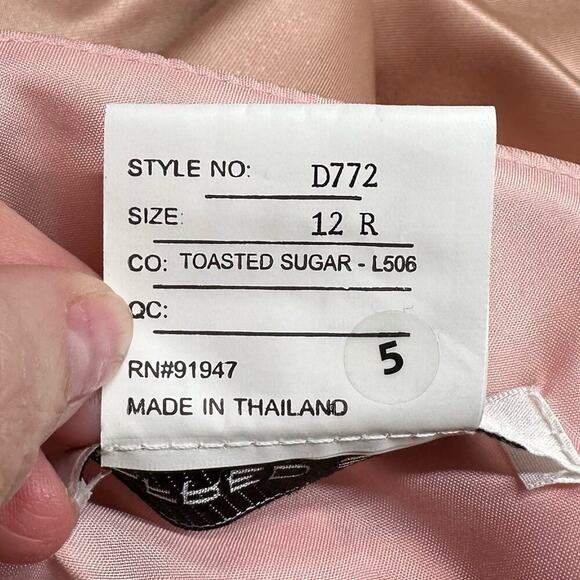 STYLE NO: D772
SIZE: 12 R
CO: TOASTED SUGAR - L506
QC:
5
RN#91947
MADE IN THAILAND